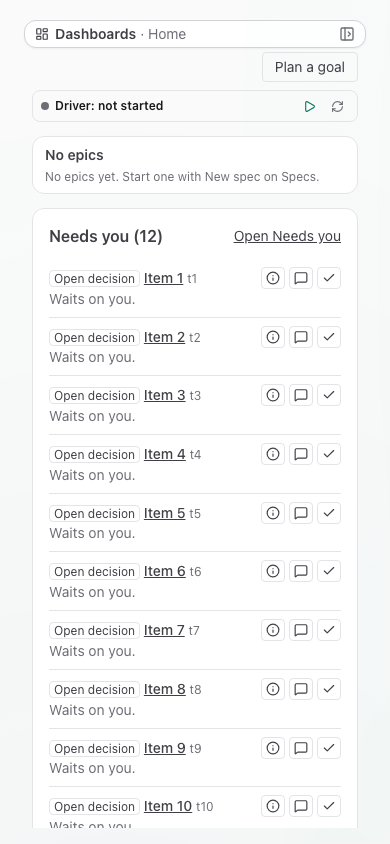 Dashboards · Home
Plan a goal
Driver: not started
No epics
No epics yet. Start one with New spec on Specs.
Needs you (12) Open Needs you
Open decision Item 1 t1
Waits on you.
Open decision Item 2 t2
Waits on you.
Open decision Item 3 t3
Waits on you.
Open decision Item 4 t4
Waits on you.
Open decision Item 5 t5
Waits on you.
Open decision Item 6 t6
Waits on you.
Open decision Item 7 t7
Waits on you.
Open decision Item 8 t8
Waits on you.
Open decision Item 9 t9
Waits on you.
Open decision Item 10 t10
Waits on you.